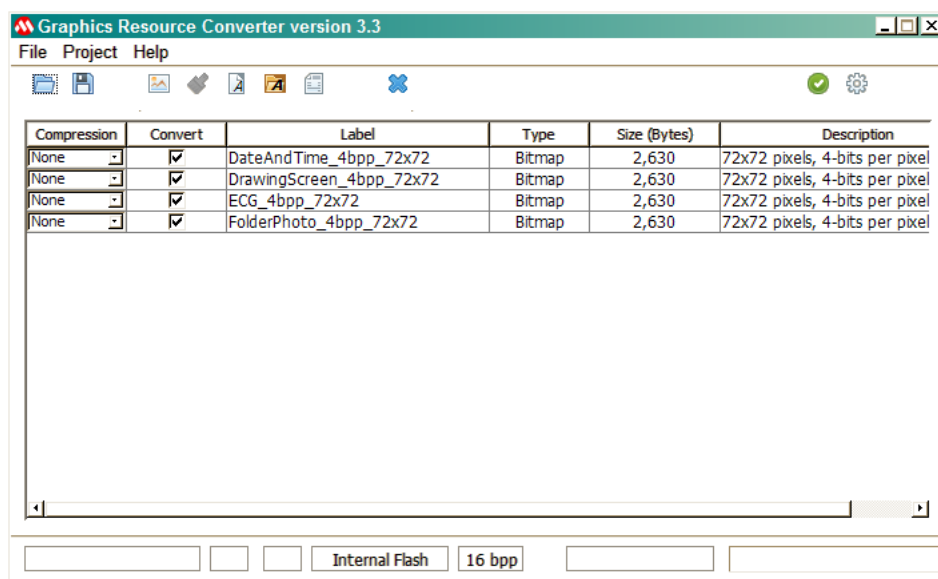 Graphics Resource Converter version 3.3
File Project Help
Compression Convert Label Type Size (Bytes) Description
None DateAndTime_4bpp_72x72 Bitmap 2,630 72x72 pixels, 4-bits per pixel
None DrawingScreen_4bpp_72x72 Bitmap 2,630 72x72 pixels, 4-bits per pixel
None ECG_4bpp_72x72 Bitmap 2,630 72x72 pixels, 4-bits per pixel
None FolderPhoto_4bpp_72x72 Bitmap 2,630 72x72 pixels, 4-bits per pixel
Internal Flash 16 bpp